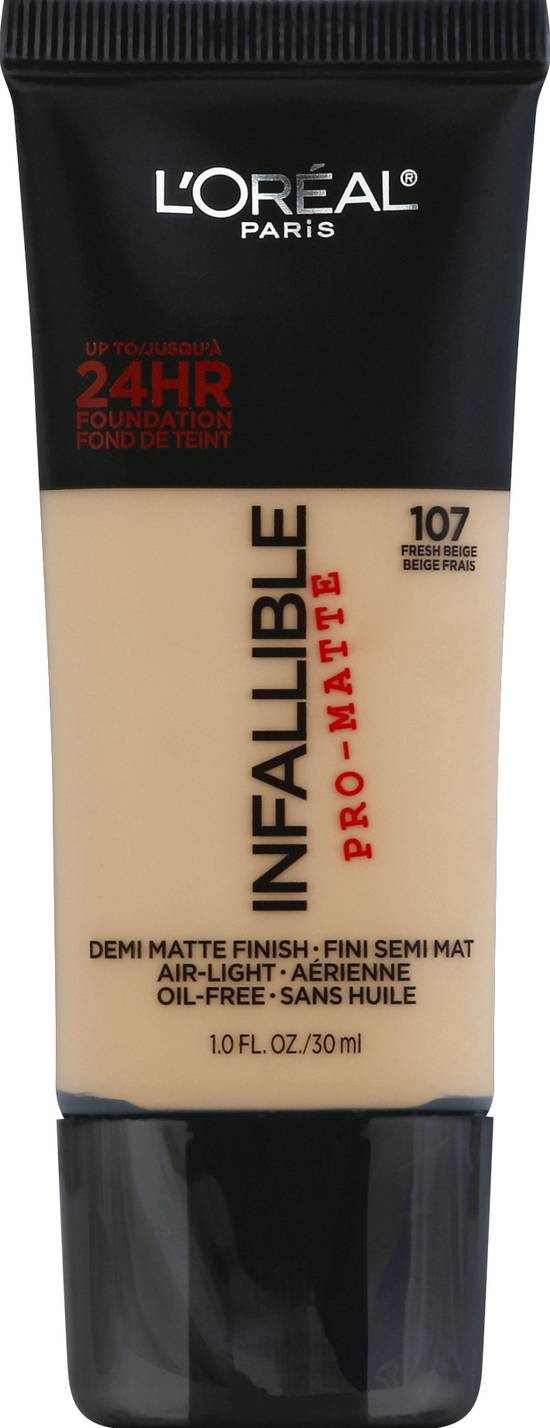 L'ORÉAL®
PARiS
UP TO/JUSQU'À
24HR
FOUNDATION
FOND DE TEINT
107
FRESH BEIGE
BEIGE FRAIS
INFALLIBLE
PRO-MATTE
DEMI MATTE FINISH · FINI SEMI MAT
AIR-LIGHT · AÉRIENNE
OIL-FREE · SANS HUILE
1.0 FL. OZ./30 ml